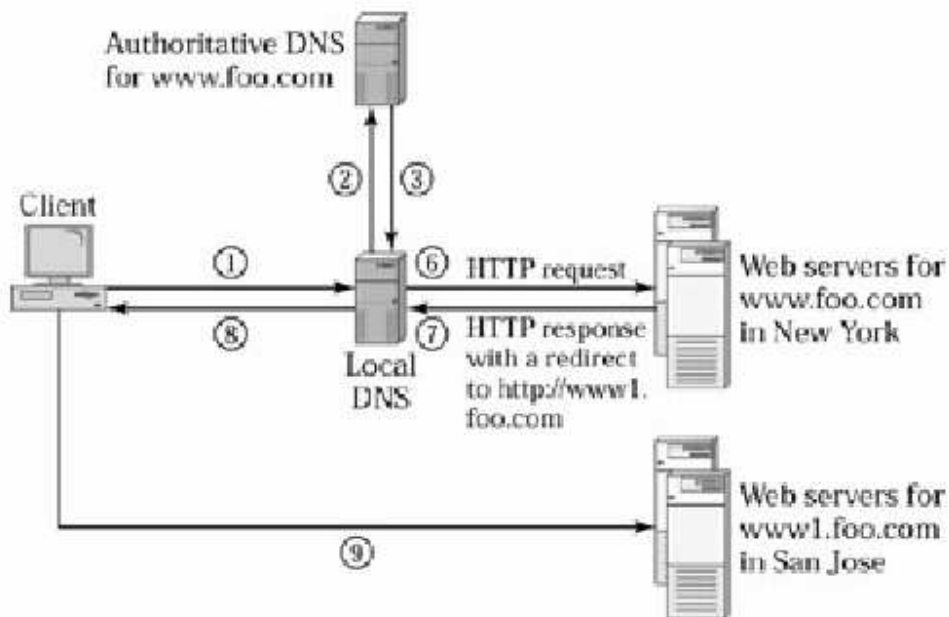 Authoritative DNS
for www.foo.com
②
③
Client
①
⑥
HTTP request
Web servers for
www.foo.com
in New York
⑧
⑦
HTTP response
with a redirect
to http://www1.
foo.com
Local
DNS
Web servers for
www1.foo.com
in San Jose
⑨